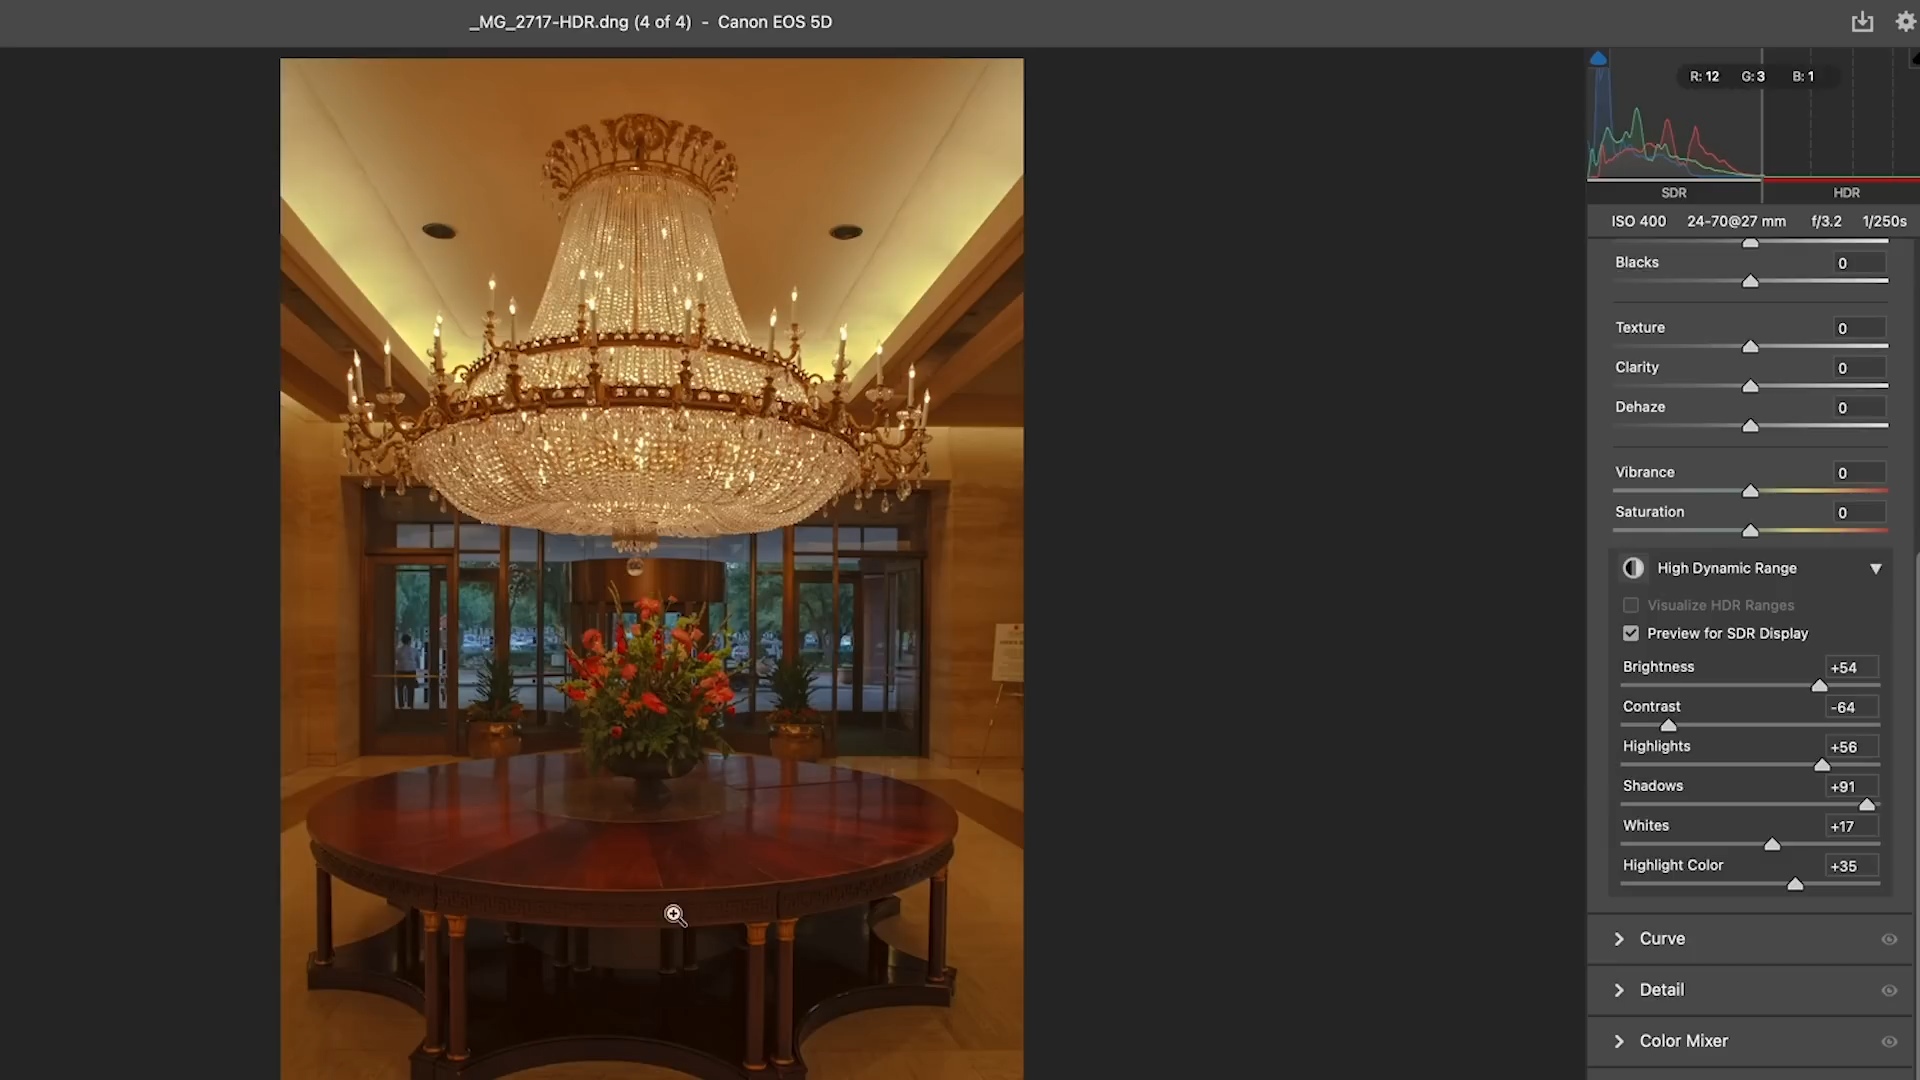 _MG_2717-HDR.dng (4 of 4)  -  Canon EOS 5D
R: 12 G: 3 B: 1
SDR HDR
ISO 400 24-70@27 mm f/3.2 1/250s
Blacks 0
Texture 0
Clarity 0
Dehaze 0
Vibrance 0
Saturation 0
High Dynamic Range
Visualize HDR Ranges
Preview for SDR Display
Brightness +54
Contrast -64
Highlights +56
Shadows +91
Whites +17
Highlight Color +35
Curve
Detail
Color Mixer